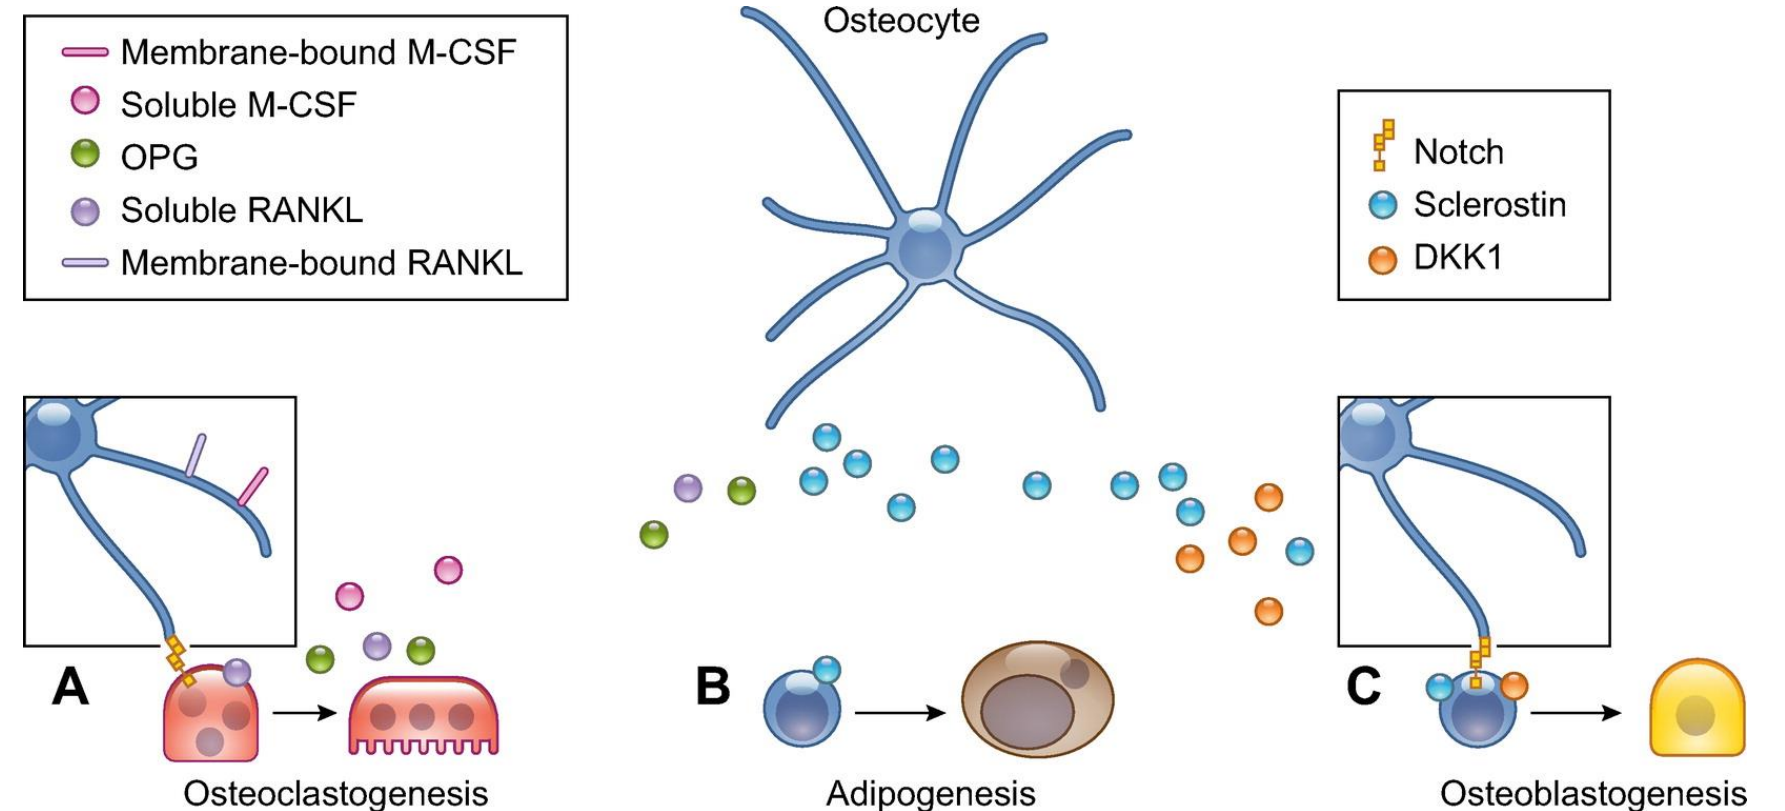 Osteocyte
Membrane-bound M-CSF
Soluble M-CSF
OPG
Soluble RANKL
Membrane-bound RANKL
Notch
Sclerostin
DKK1
A
B
C
Osteoclastogenesis
Adipogenesis
Osteoblastogenesis